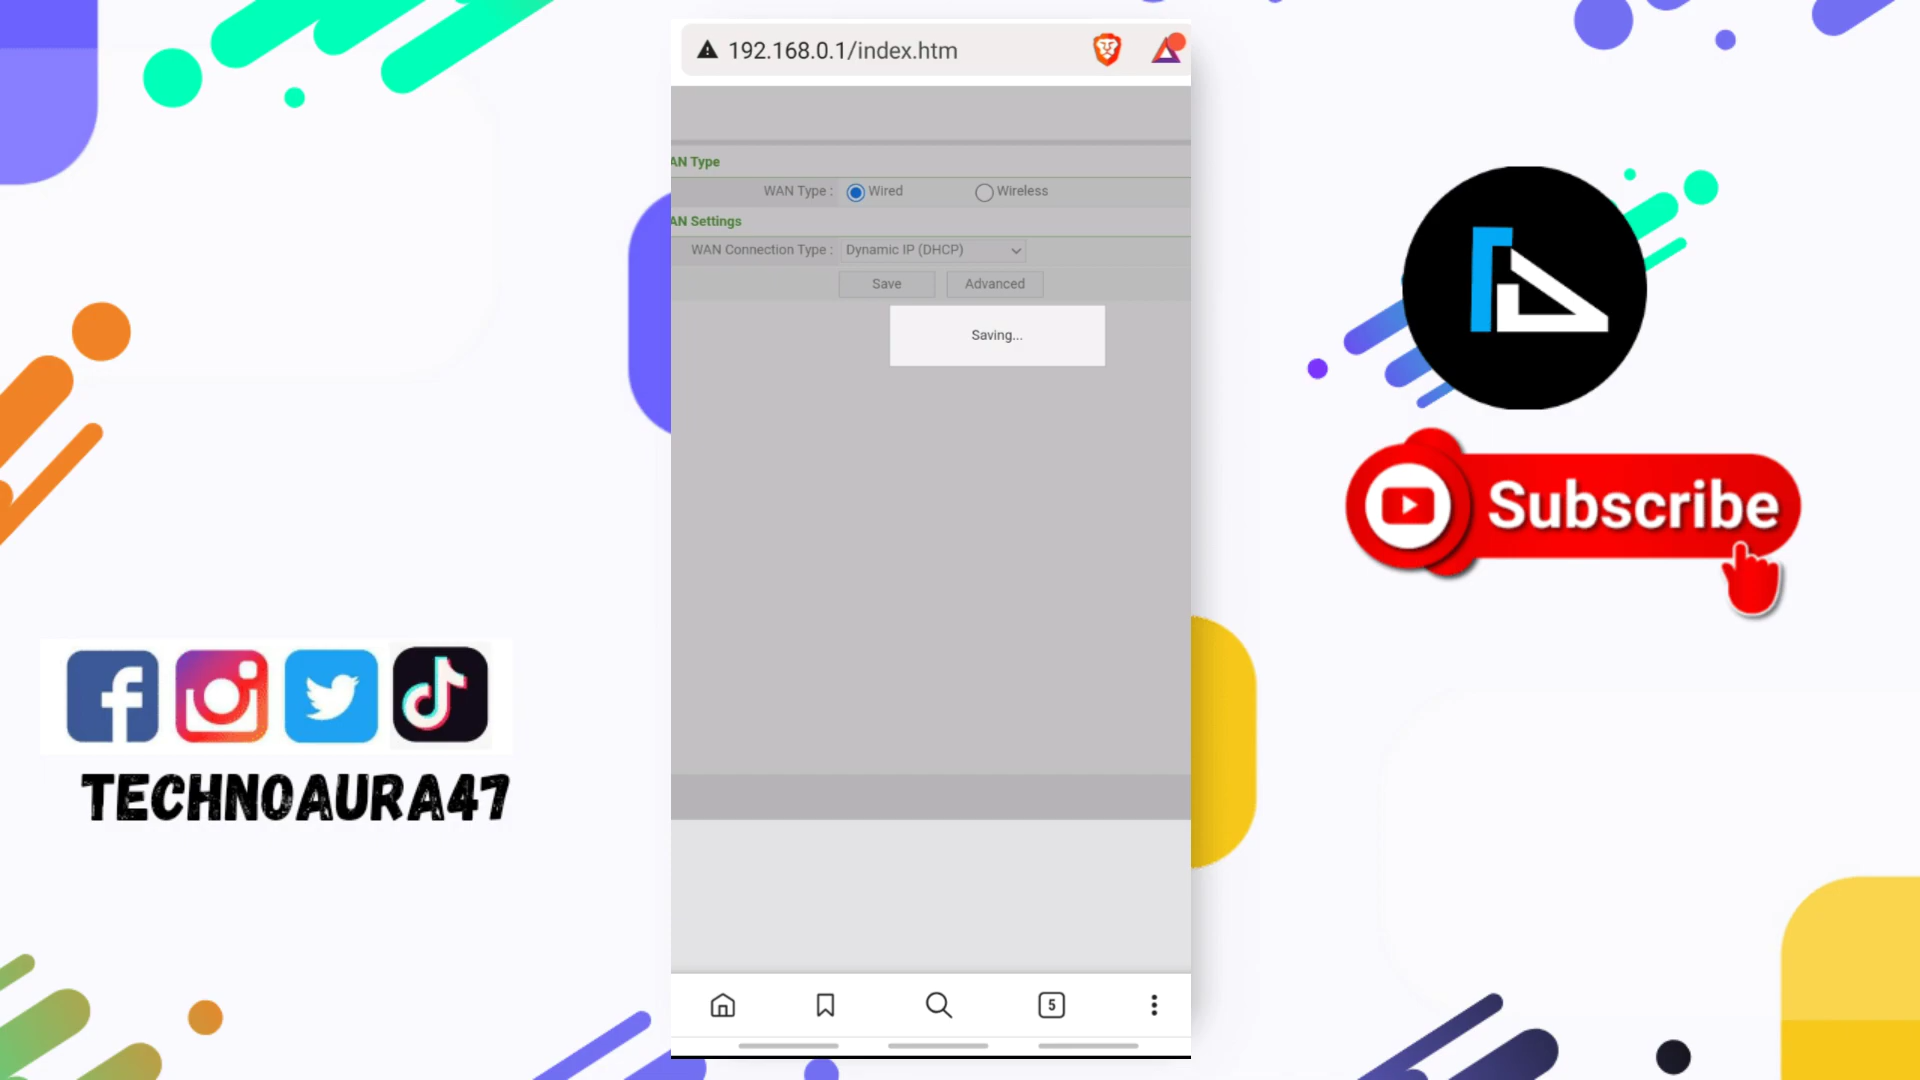 192.168.0.1/index.htm
AN Type
WAN Type : Wired Wireless
AN Settings
WAN Connection Type : Dynamic IP (DHCP)
Save Advanced
Saving...
5
Subscribe
TECHNOAURA47